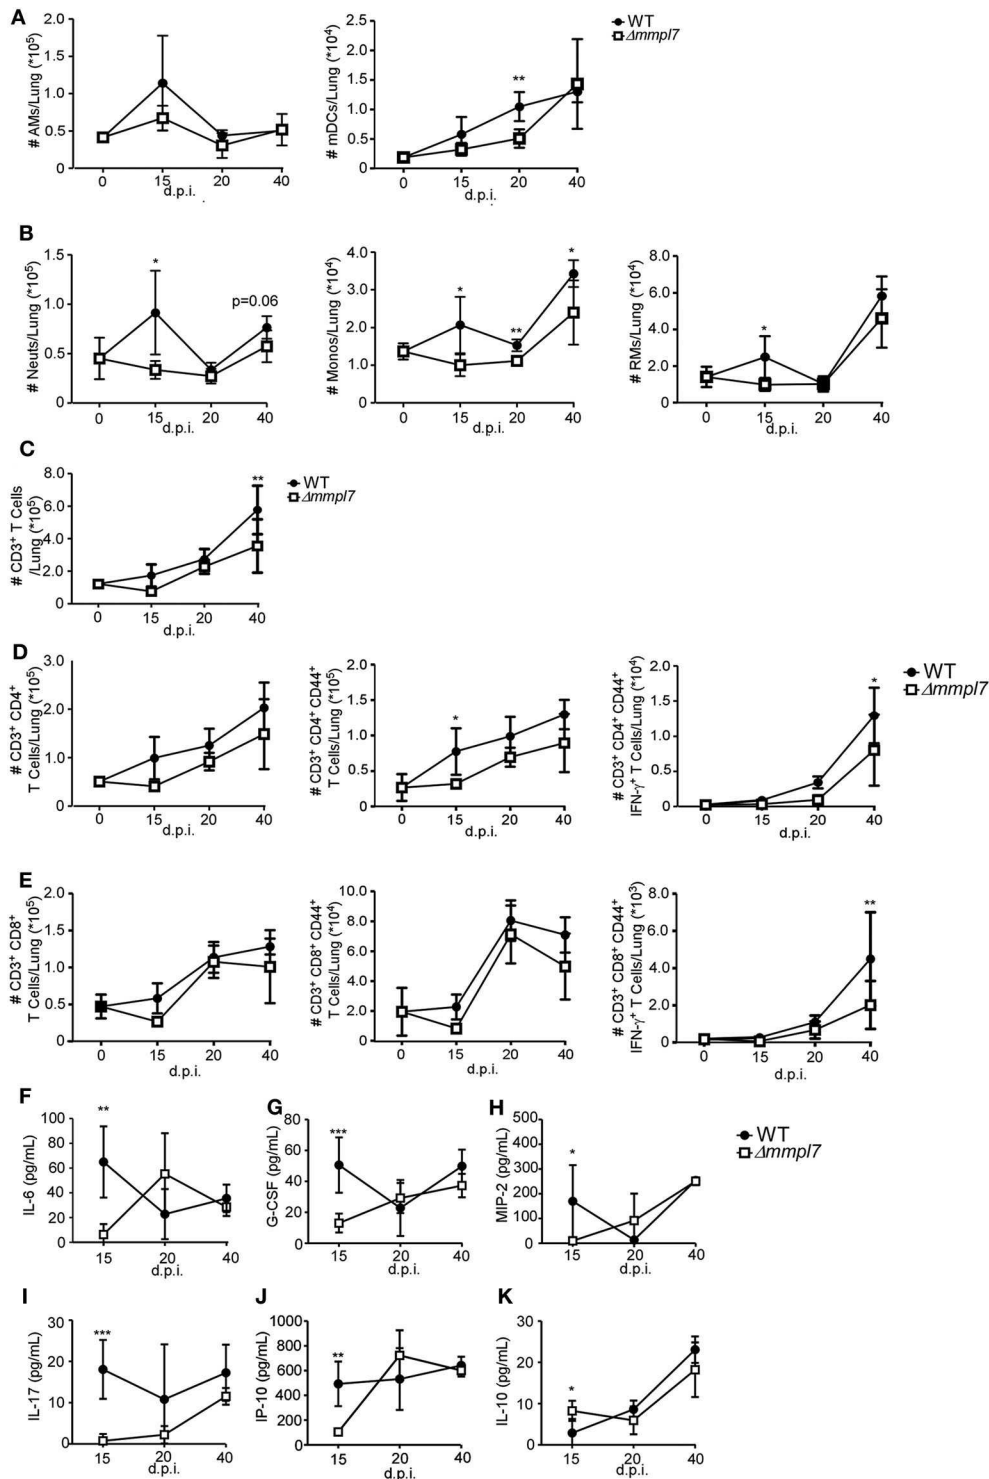 A
# AMs/Lung (*10⁵)
2.0
1.5
1.0
0.5
0
0 15 20 40
d.p.i.
# mDCs/Lung (*10⁴)
2.5
2.0
1.5
1.0
0.5
0
**
0 15 20 40
d.p.i.
WT
Δmmpl7
B
# Neuts/Lung (*10⁵)
1.5
1.0
0.5
0
*
p=0.06
0 15 20 40
d.p.i.
# Monos/Lung (*10⁴)
4.0
3.0
2.0
1.0
0
*
**
*
0 15 20 40
d.p.i.
# RMs/Lung (*10⁴)
6.0
4.0
2.0
0
*
0 15 20 40
d.p.i.
C
# CD3⁺ T Cells
/Lung (*10⁵)
8.0
6.0
4.0
2.0
0
**
0 15 20 40
d.p.i.
WT
Δmmpl7
D
# CD3⁺ CD4⁺
T Cells/Lung (*10⁵)
3.0
2.0
1.0
0
0 15 20 40
d.p.i.
# CD3⁺ CD4⁺ CD44⁺
T Cells/Lung (*10⁵)
2.0
1.5
1.0
0.5
0
*
0 15 20 40
d.p.i.
# CD3⁺ CD4⁺ CD44⁺
IFN-γ⁺ T Cells/Lung (*10⁴)
2.0
1.5
1.0
0.5
0
*
0 15 20 40
d.p.i.
WT
Δmmpl7
E
# CD3⁺ CD8⁺
T Cells/Lung (*10⁵)
2.0
1.5
1.0
0.5
0
0 15 20 40
d.p.i.
# CD3⁺ CD8⁺ CD44⁺
T Cells/Lung (*10⁴)
10.0
8.0
6.0
4.0
2.0
0
0 15 20 40
d.p.i.
# CD3⁺ CD8⁺ CD44⁺
IFN-γ⁺ T Cells/Lung (*10³)
8.0
6.0
4.0
2.0
0
**
0 15 20 40
d.p.i.
F
IL-6 (pg/mL)
100
80
60
40
20
0
**
15 20 40
d.p.i.
G
G-CSF (pg/mL)
80
60
40
20
0
***
15 20 40
d.p.i.
H
MIP-2 (pg/mL)
500
400
300
200
100
0
*
15 20 40
d.p.i.
WT
Δmmpl7
I
IL-17 (pg/mL)
30
20
10
0
***
15 20 40
d.p.i.
J
IP-10 (pg/mL)
1000
800
600
400
200
0
**
15 20 40
d.p.i.
K
IL-10 (pg/mL)
30
20
10
0
*
15 20 40
d.p.i.